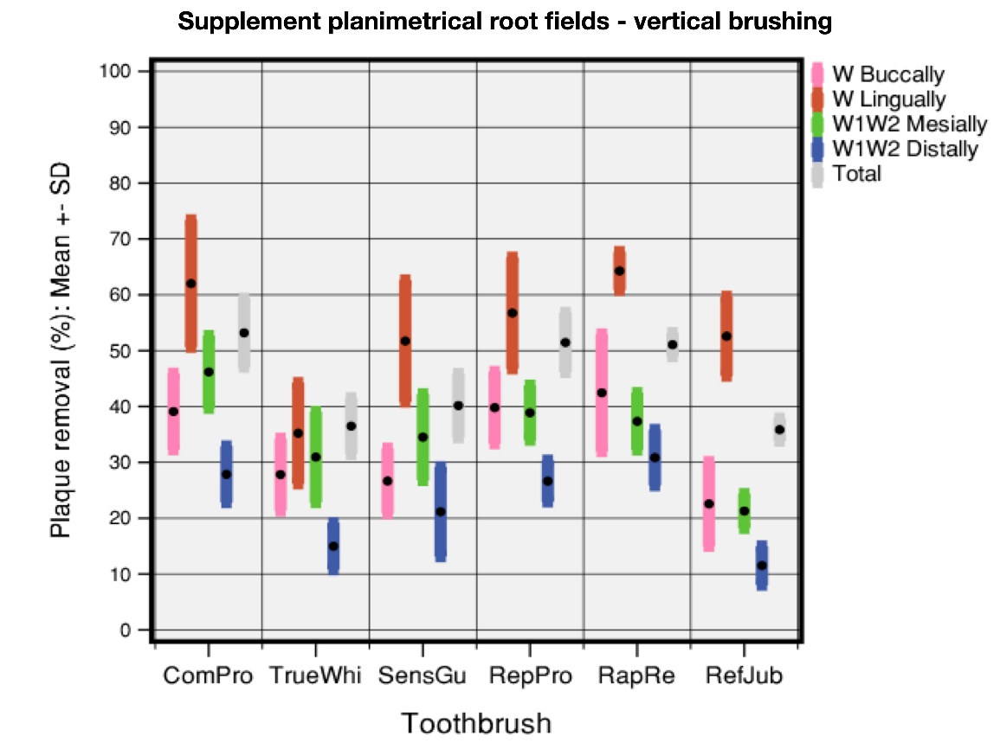 Supplement planimetrical root fields - vertical brushing
W Buccally
W Lingually
W1W2 Mesially
W1W2 Distally
Total
Plaque removal (%): Mean +- SD
100
90
80
70
60
50
40
30
20
10
0
ComPro TrueWhi SensGu RepPro RapRe RefJub
Toothbrush